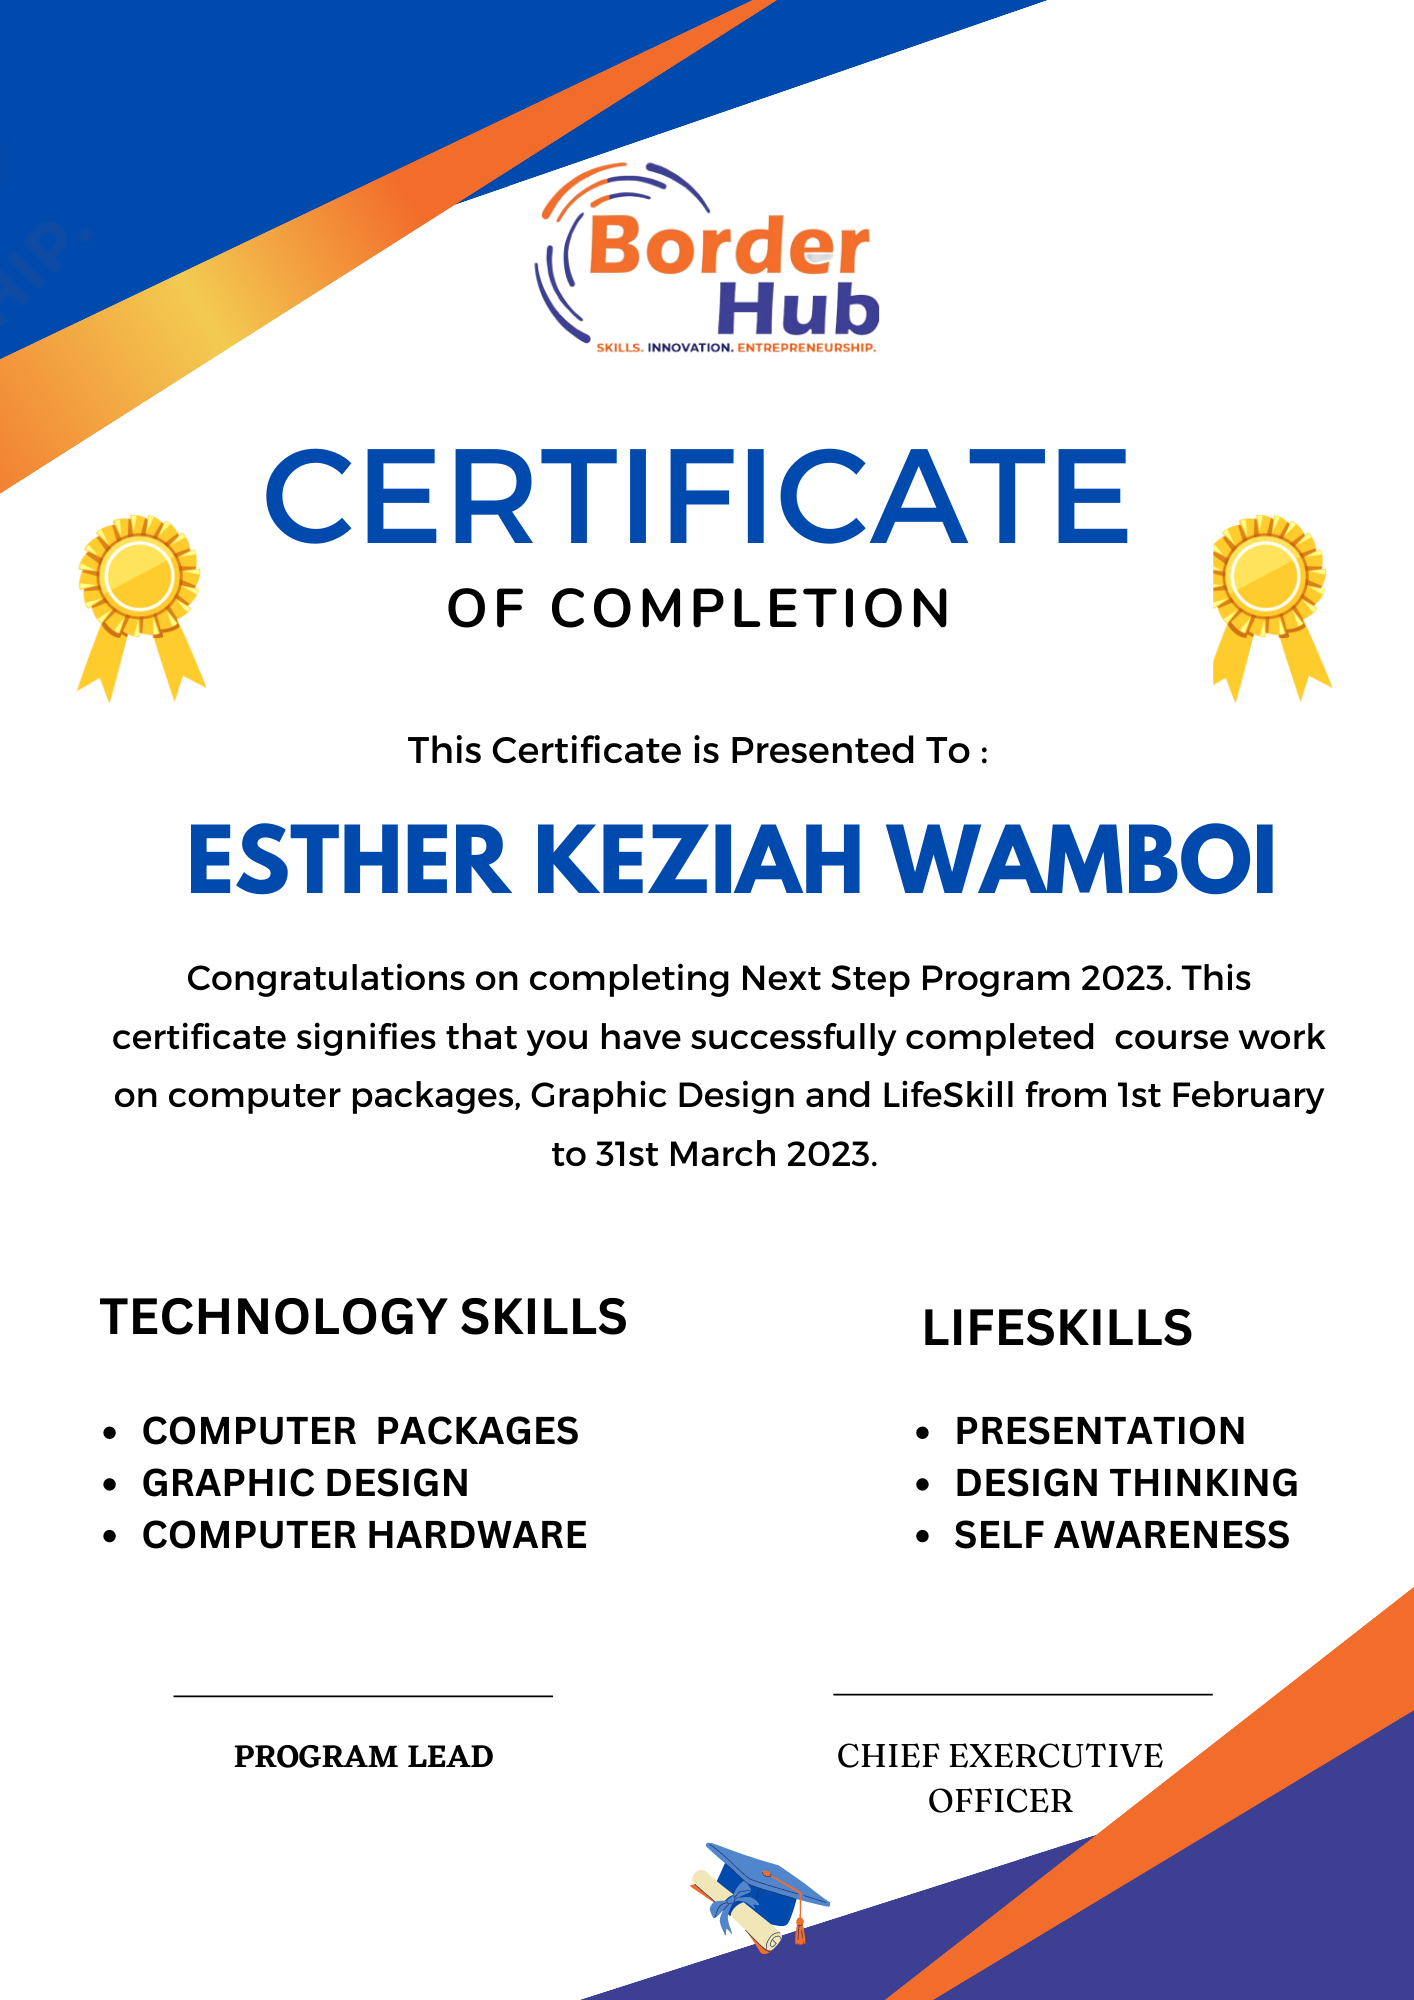 HIP.
Border
Hub
SKILLS. INNOVATION. ENTREPRENEURSHIP.
CERTIFICATE
OF COMPLETION
This Certificate is Presented To :
ESTHER KEZIAH WAMBOI
Congratulations on completing Next Step Program 2023. This
certificate signifies that you have successfully completed  course work
on computer packages, Graphic Design and LifeSkill from 1st February
to 31st March 2023.
TECHNOLOGY SKILLS
• COMPUTER  PACKAGES
• GRAPHIC DESIGN
• COMPUTER HARDWARE
LIFESKILLS
• PRESENTATION
• DESIGN THINKING
• SELF AWARENESS
PROGRAM LEAD
CHIEF EXERCUTIVE
OFFICER